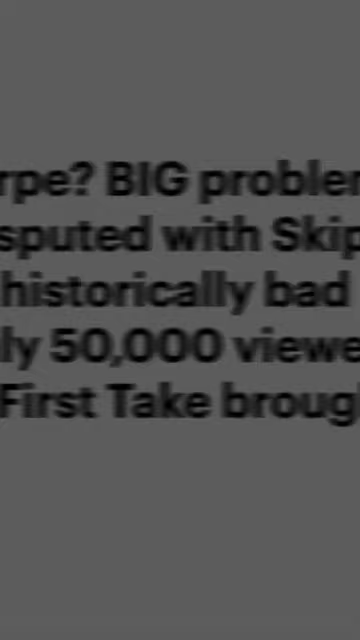 rpe? BIG problem
sputed with Skip
historically bad
ly 50,000 viewe
First Take broug